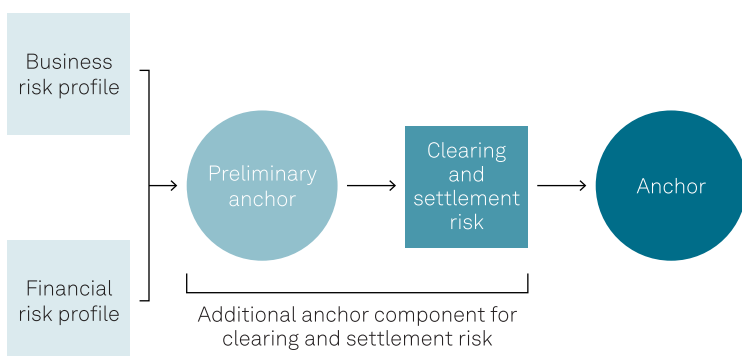 Business
risk profile
Preliminary
anchor
Clearing
and
settlement
risk
Anchor
Financial
risk profile
Additional anchor component for
clearing and settlement risk